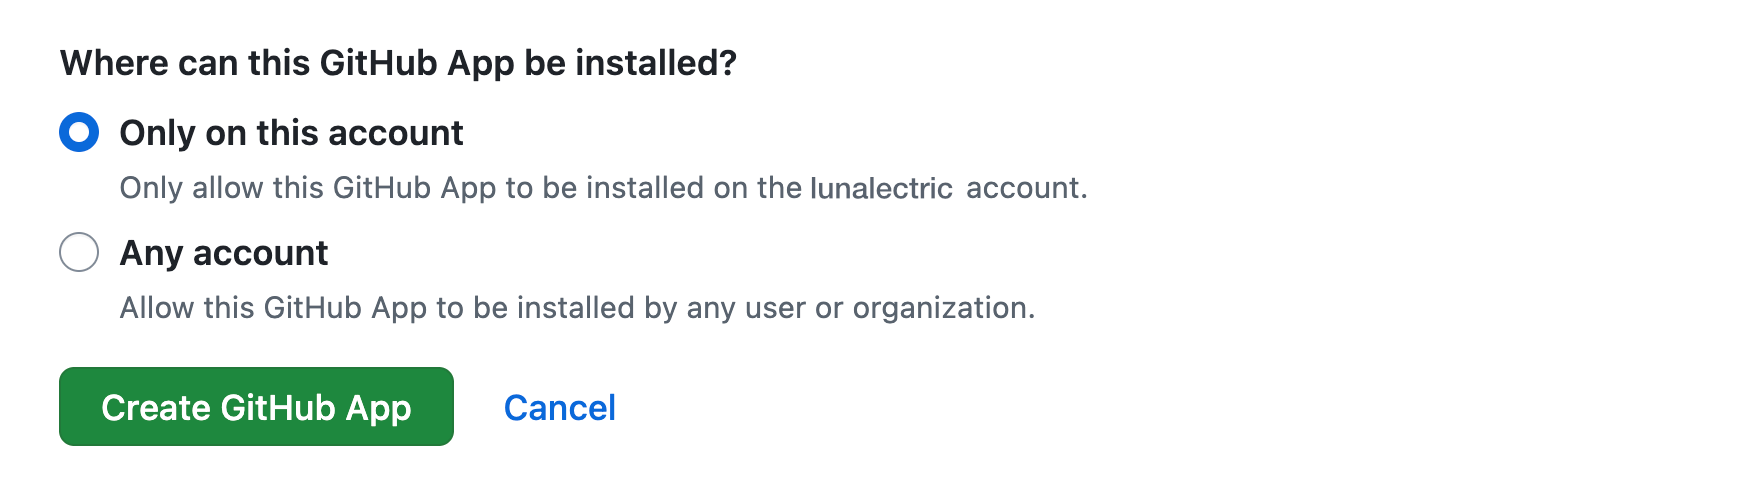 Where can this GitHub App be installed?
Only on this account
Only allow this GitHub App to be installed on the lunalectric account.
Any account
Allow this GitHub App to be installed by any user or organization.
Create GitHub App Cancel